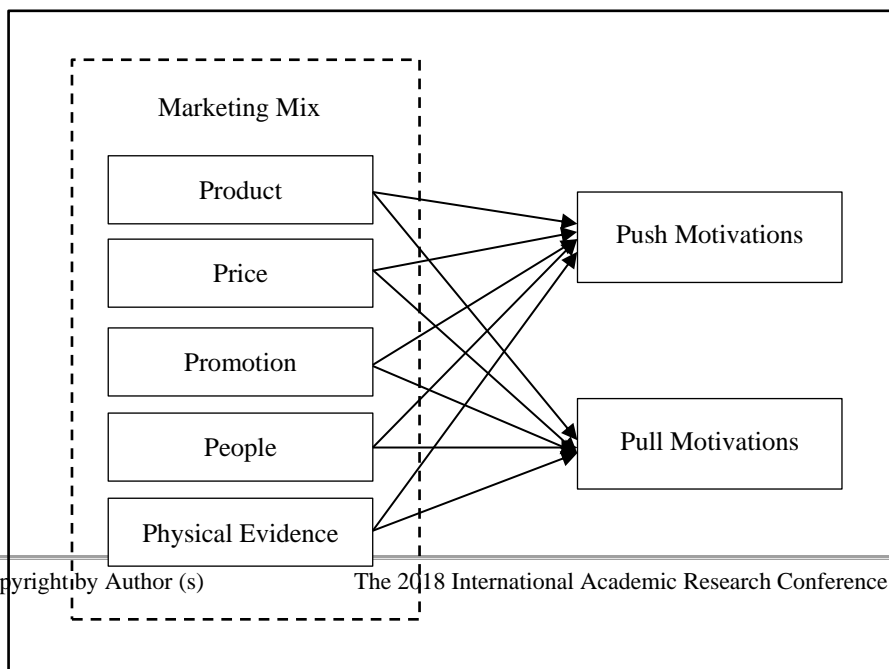 Marketing Mix
Product
Price
Promotion
People
Physical Evidence
Push Motivations
Pull Motivations
pyright by Author (s) The 2018 International Academic Research Conference